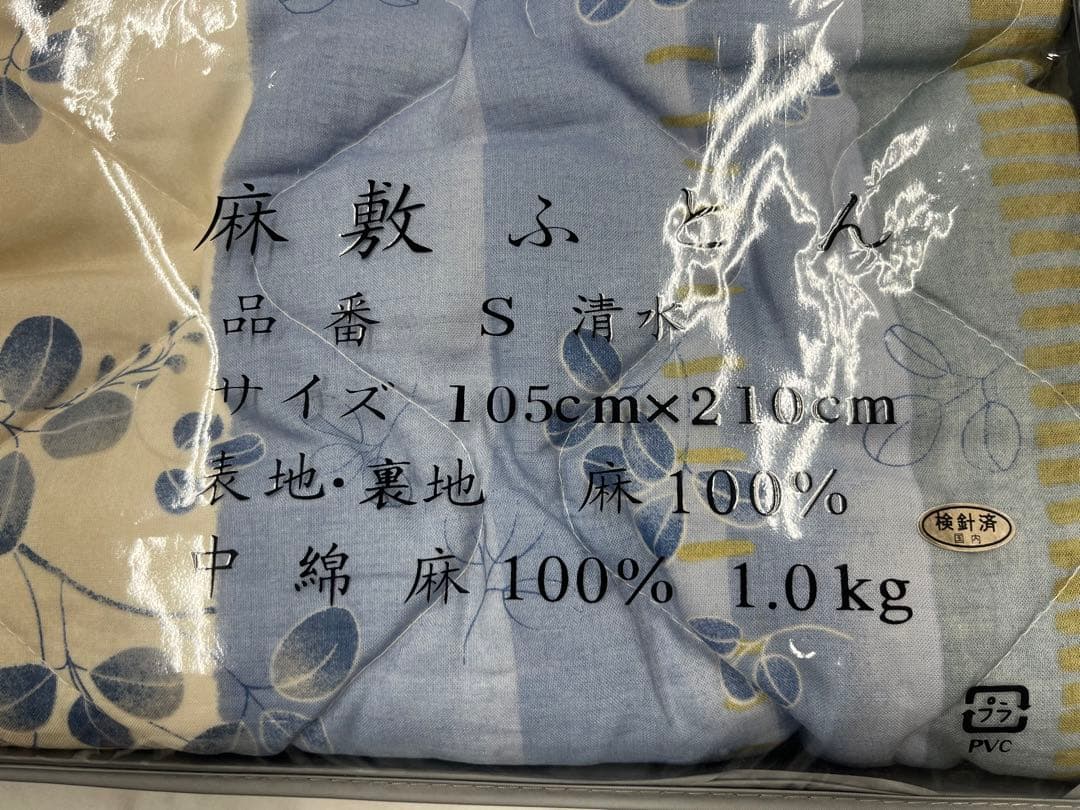 麻敷ふとん
品番 S 清水
サイズ 105cm×210cm
表地・裏地 麻100%
中綿 麻100% 1.0kg
検針済
国内
プラ
PVC